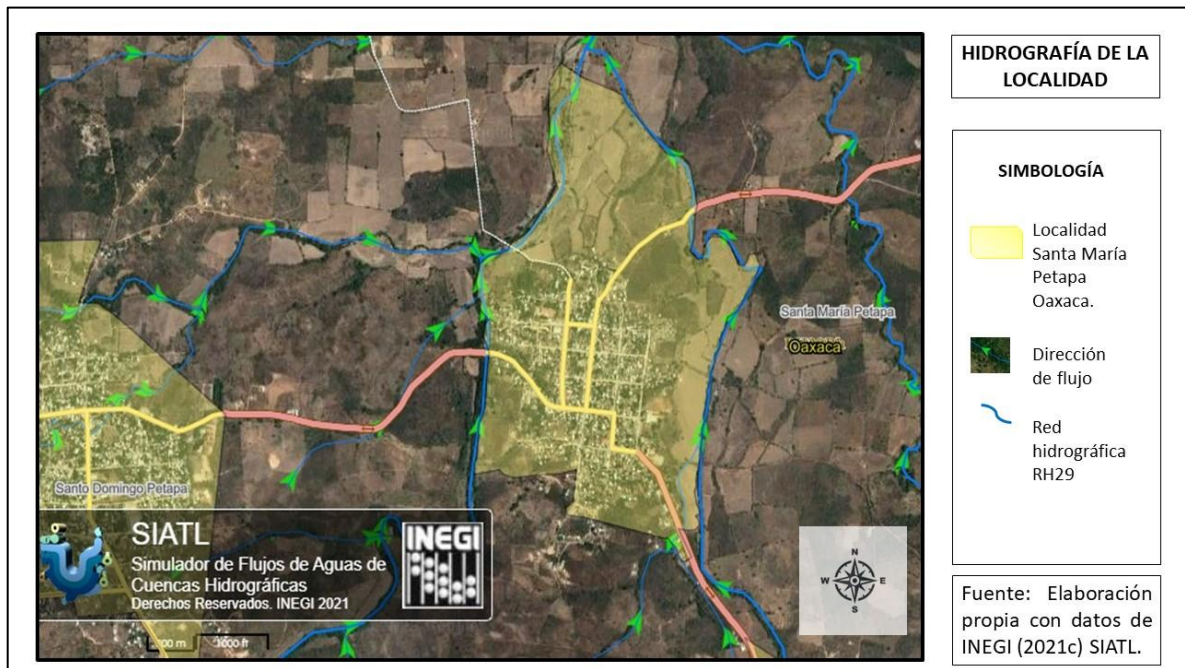 HIDROGRAFÍA DE LA
LOCALIDAD
SIMBOLOGÍA
Localidad
Santa María
Petapa
Oaxaca.
Dirección
de flujo
Red
hidrográfica
RH29
Fuente: Elaboración
propia con datos de
INEGI (2021c) SIATL.
Santa María Petapa
Oaxaca
Santo Domingo Petapa
SIATL
Simulador de Flujos de Aguas de
Cuencas Hidrográficas
Derechos Reservados. INEGI 2021
INEGI
N
W E
S